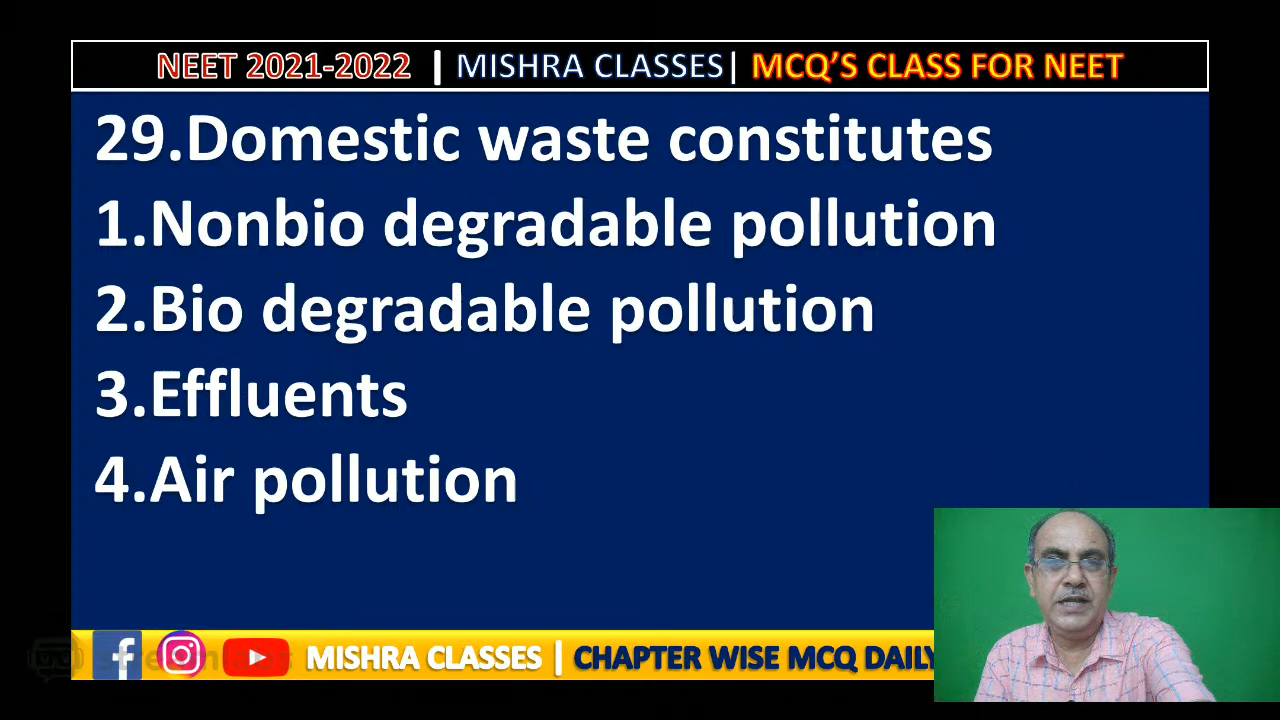 NEET 2021-2022 | MISHRA CLASSES| MCQ'S CLASS FOR NEET
29.Domestic waste constitutes
1.Nonbio degradable pollution
2.Bio degradable pollution
3.Effluents
4.Air pollution
streamlabs
MISHRA CLASSES | CHAPTER WISE MCQ DAILY